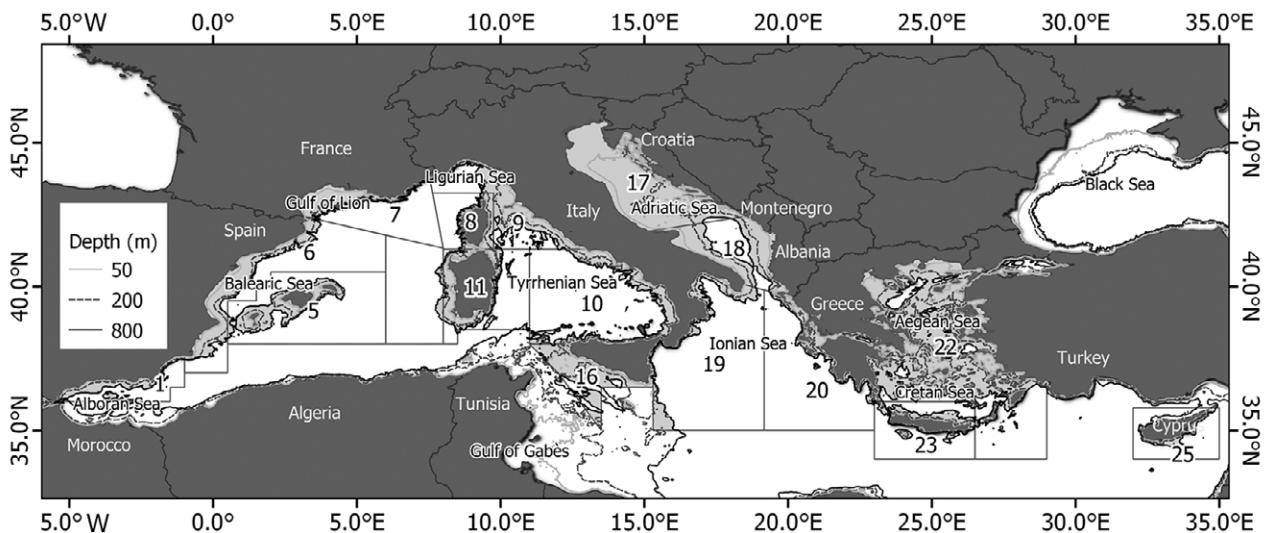 5.0°W 0.0° 5.0°E 10.0°E 15.0°E 20.0°E 25.0°E 30.0°E 35.0°E
45.0°N 45.0°N
40.0°N 40.0°N
35.0°N 35.0°N
Croatia
France
Ligurian Sea
17
Black Sea
Gulf of Lion
7
8
9
Italy
Adriatic Sea
Montenegro
Spain
6
18
Albania
Depth (m)
50
200
800
Balearic Sea
5
11
Tyrrhenian Sea
10
Greece
Aegean Sea
22
Ionian Sea
19
Turkey
16
20
1
Alboran Sea
Algeria
Tunisia
Cretan Sea
23
Cypru
25
Morocco
Gulf of Gabes
5.0°W 0.0° 5.0°E 10.0°E 15.0°E 20.0°E 25.0°E 30.0°E 35.0°E